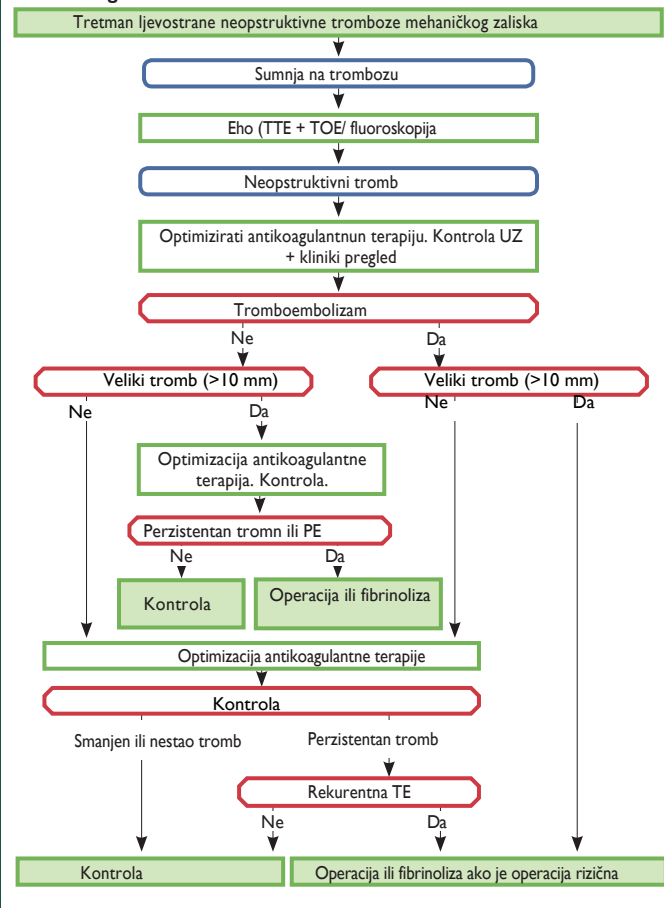 Tretman ljevostrane neopstruktivne tromboze mehaničkog zaliska
Sumnja na trombozu
Eho (TTE + TOE/ fluoroskopija
Neopstruktivni tromb
Optimizirati antikoagulantnun terapiju. Kontrola UZ
+ kliniki pregled
Tromboembolizam
Ne
Da
Veliki tromb (>10 mm)
Veliki tromb (>10 mm)
Ne
Da
Ne
Da
Optimizacija antikoagulantne
terapija. Kontrola.
Perzistentan tromn ili PE
Ne
Da
Kontrola
Operacija ili fibrinoliza
Optimizacija antikoagulantne terapije
Kontrola
Smanjen ili nestao tromb
Perzistentan tromb
Rekurentna TE
Ne
Da
Kontrola
Operacija ili fibrinoliza ako je operacija rizična